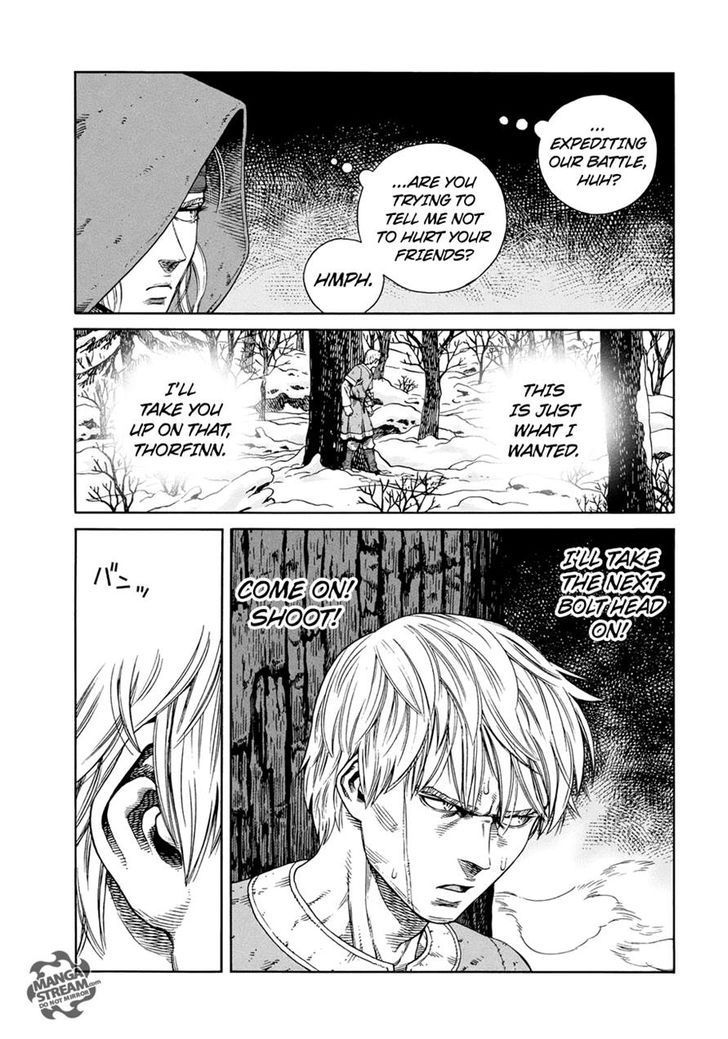 ...
EXPEDITING
OUR BATTLE,
HUH?
...ARE YOU
TRYING TO
TELL ME NOT
TO HURT YOUR
FRIENDS?
HMPH.
THIS
IS JUST
WHAT I
WANTED.
I'LL
TAKE YOU
UP ON THAT,
THORFINN.
I'LL TAKE
THE NEXT
BOLT HEAD
ON!
COME ON!
SHOOT!
バンッ
MANGA
STREAM.com
DO NOT MIRROR